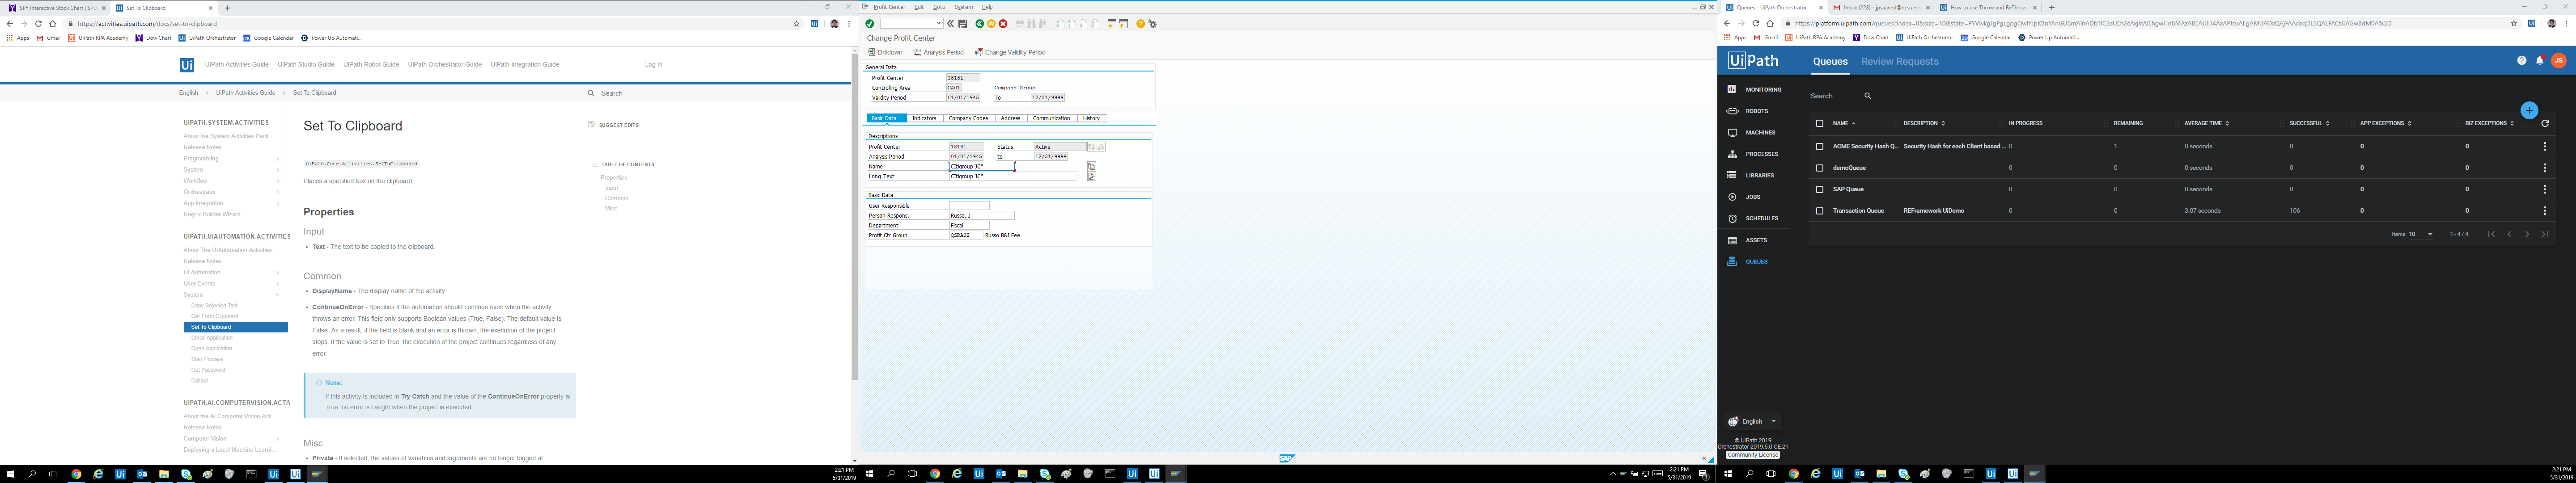 SPY Interactive Stock Chart | SPD
Set To Clipboard
https://activities.uipath.com/docs/set-to-clipboard
Apps
Gmail
UiPath RPA Academy
Dow Chart
UiPath Orchestrator
Google Calendar
Power Up Automati...
Ui
UiPath Activities Guide
UiPath Studio Guide
UiPath Robot Guide
UiPath Orchestrator Guide
UiPath Integration Guide
Log In
English
UiPath Activities Guide
Set To Clipboard
Search
UIPATH.SYSTEM.ACTIVITIES
About the System Activities Pack
Release Notes
Programming
System
Workflow
Orchestrator
App Integration
RegEx Builder Wizard
UIPATH.UIAUTOMATION.ACTIVITIES
About The UIAutomation Activities ...
Release Notes
UI Automation
User Events
System
Copy Selected Text
Get From Clipboard
Set To Clipboard
Close Application
Open Application
Start Process
Get Password
Callout
UIPATH.AI.COMPUTERVISION.ACTIV
About the AI Computer Vision Acti...
Release Notes
Computer Vision
Deploying a Local Machine Learni...
Set To Clipboard
SUGGEST EDITS
UiPath.Core.Activities.SetToClipboard
Places a specified text on the clipboard.
TABLE OF CONTENTS
Properties
Input
Common
Misc
Properties
Input
Text - The text to be copied to the clipboard.
Common
DisplayName - The display name of the activity.
ContinueOnError - Specifies if the automation should continue even when the activity
throws an error. This field only supports Boolean values (True, False). The default value is
False. As a result, if the field is blank and an error is thrown, the execution of the project
stops. If the value is set to True, the execution of the project continues regardless of any
error.
Note:
If this activity is included in Try Catch and the value of the ContinueOnError property is
True, no error is caught when the project is executed.
Misc
Private - If selected, the values of variables and arguments are no longer logged at
2:21 PM
5/31/2019
Profit Center Edit Goto System Help
Change Profit Center
Drilldown Analysis Period Change Validity Period
General Data
Profit Center 18181
Controlling Area CA01 Compass Group
Validity Period 01/01/1945 To 12/31/9999
Basic Data Indicators Company Codes Address Communication History
Descriptions
Profit Center 18181 Status Active
Analysis Period 01/01/1945 to 12/31/9999
Name Citigroup JC*
Long Text Citigroup JC*
Basic Data
User Responsible
Person Respons. Russo, J
Department Fiscal
Profit Ctr Group Russo B&I Fee
SAP
2:21 PM
5/31/2019
Queues - UiPath Orchestrator
How to use Throw and ReThrow
Apps
Gmail
UiPath RPA Academy
Dow Chart
UiPath Orchestrator
Google Calendar
Power Up Automati...
UiPath
Queues
Review Requests
JS
MONITORING
ROBOTS
MACHINES
PROCESSES
LIBRARIES
JOBS
SCHEDULES
ASSETS
QUEUES
Search
NAME DESCRIPTION IN PROGRESS REMAINING AVERAGE TIME SUCCESSFUL APP EXCEPTIONS BIZ EXCEPTIONS
ACME Security Hash Q... Security Hash for each Client based ... 0 1 0 seconds 0 0 0
demoQueue 0 0 0 seconds 0 0 0
SAP Queue 0 0 0 seconds 0 0 0
Transaction Queue REFramework UiDemo 0 0 3.07 seconds 106 0 0
Items 10 1 - 4 / 4
English
© UiPath 2019
Orchestrator 2019.5.0-CE.21
Community License
2:21 PM
5/31/2019